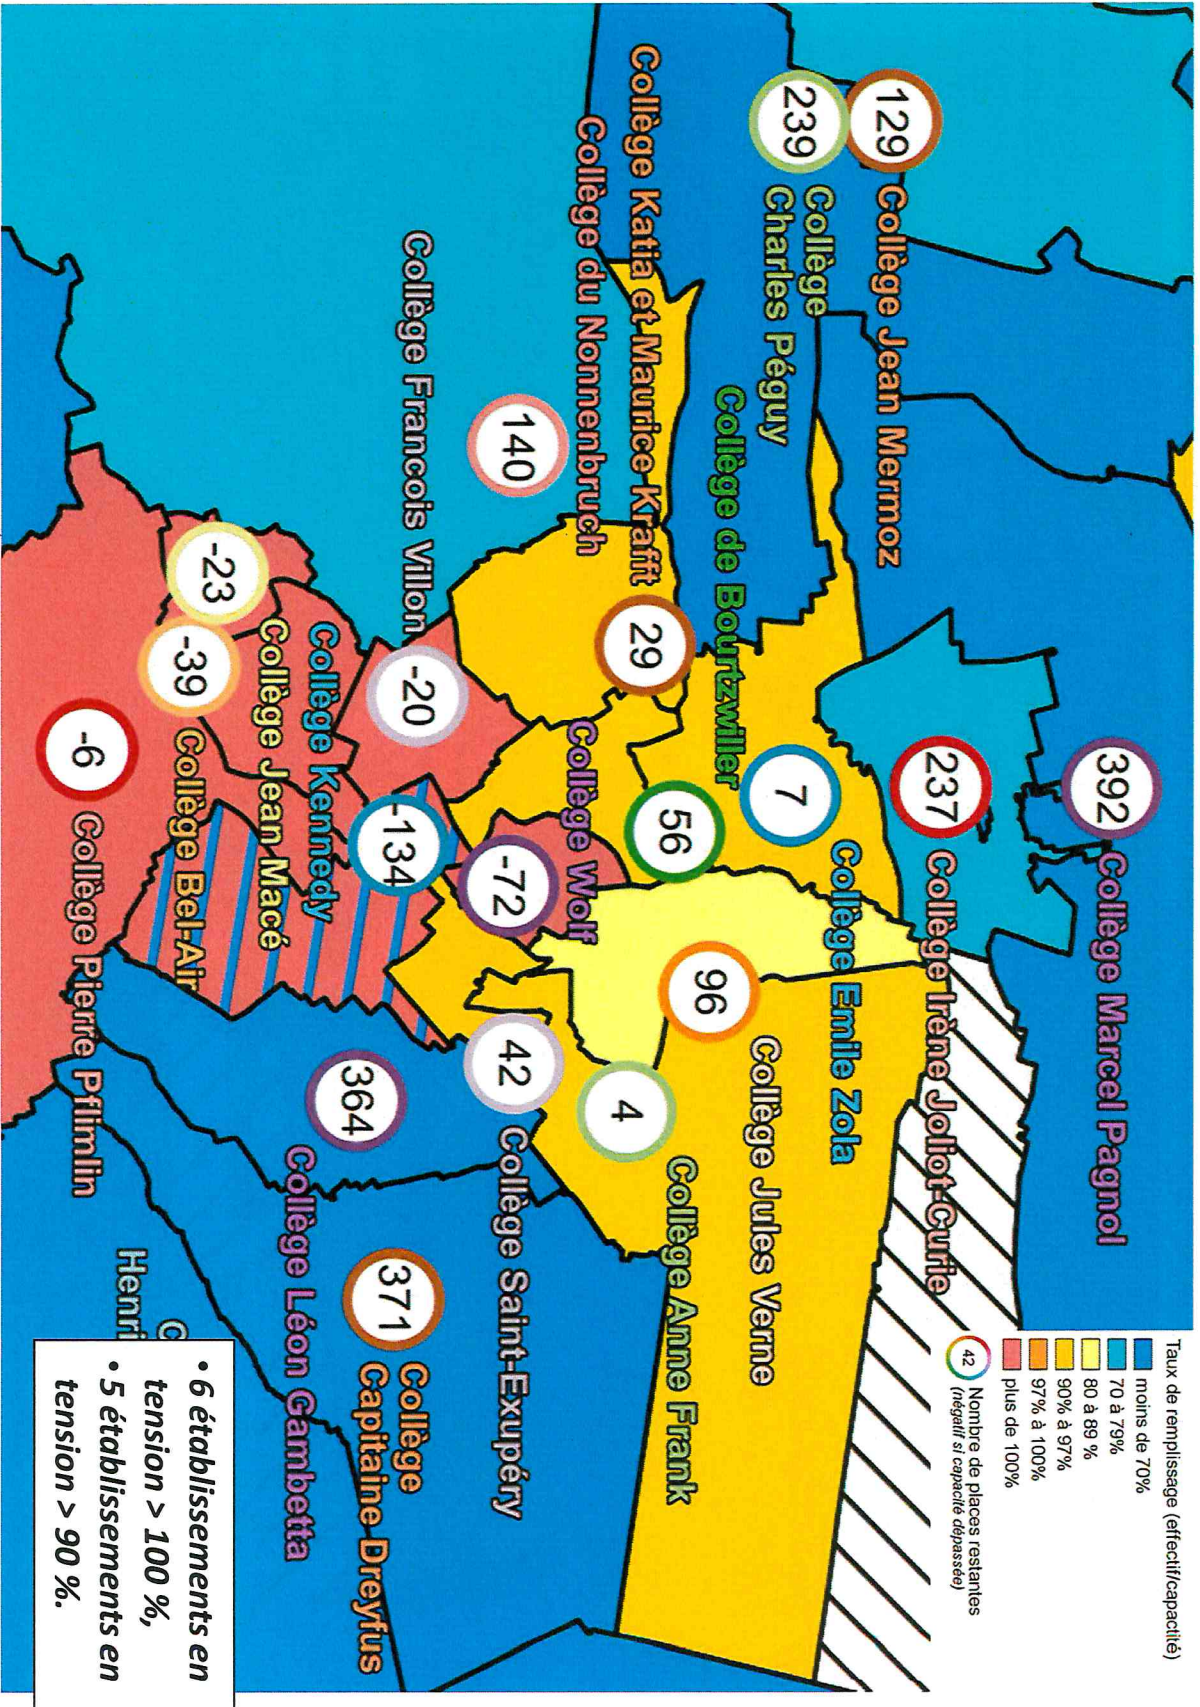 Taux de remplissage (effectif/capactité)
moins de 70%
70 à 79%
80 à 89 %
90% à 97%
97% à 100%
plus de 100%
42
Nombre de places restantes
(négatif si capacité dépassée)
392
Collège Marcel Pagnol
129
Collège Jean Mermoz
237
Collège Irène Joliot-Curie
239
Collège
Charles Péguy
7
Collège Emile Zola
Collège de Bourtzwiller
56
96
Collège Jules Verne
Collège Katia et Maurice Krafft
29
4
Collège Anne Frank
Collège du Nonnenbruch
140
Collège Wolf
-72
42
Collège Saint-Exupéry
Collège Francois Villon
-20
-134
371
Collège
Capitaine Dreyfus
Collège Kennedy
364
Collège Léon Gambetta
Collège Jean Macé
-23
-39
Collège Bel-Air
-6
Collège Pierre Pflimlin
C
Henri
• 6 établissements en
tension > 100 %,
• 5 établissements en
tension > 90 %.